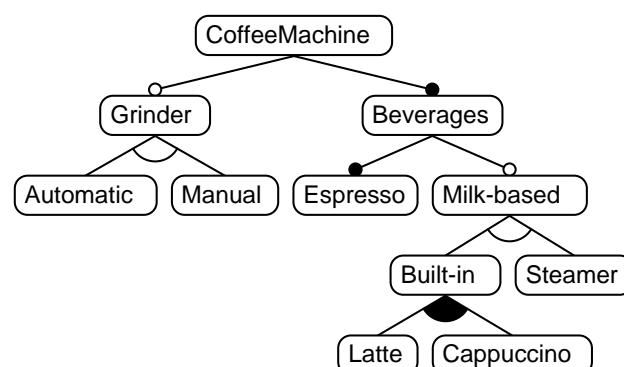 CoffeeMachine
Grinder
Beverages
Automatic
Manual
Espresso
Milk-based
Built-in
Steamer
Latte
Cappuccino